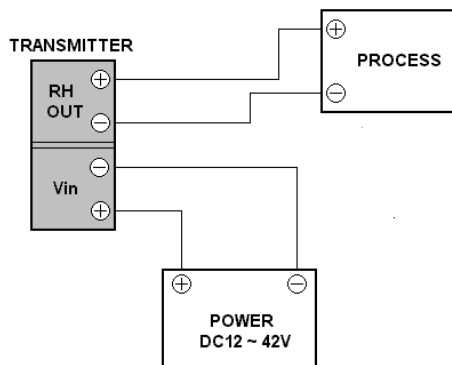 TRANSMITTER
RH
OUT
+
−
Vin
−
+
+
−
PROCESS
+
−
POWER
DC12 ~ 42V